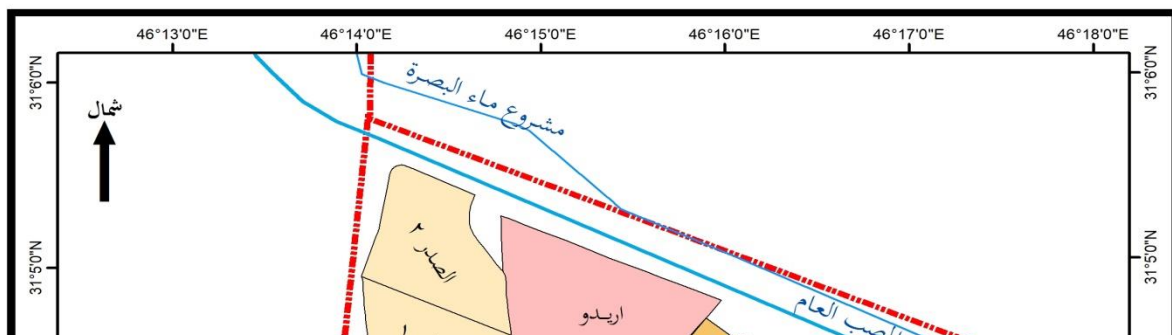 46°13'0"E 46°14'0"E 46°15'0"E 46°16'0"E 46°17'0"E 46°18'0"E
31°6'0"N 31°6'0"N
شمال
مشروع ماء البصرة
الصدر ٢
31°5'0"N 31°5'0"N
اريدو
المصب العام